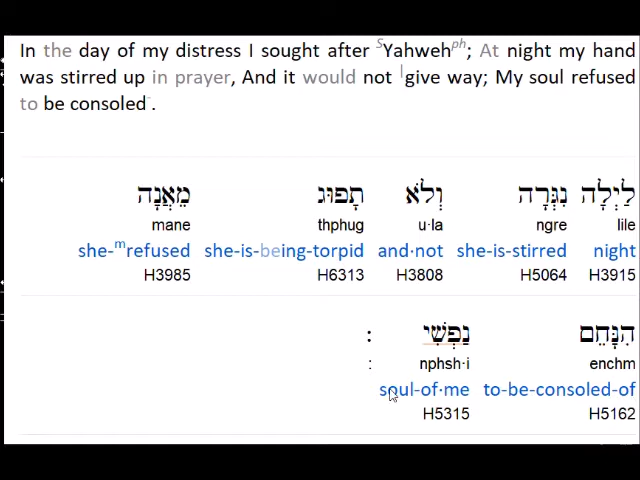 In the day of my distress I sought after ˢYahwehᵖʰ; At night my hand
was stirred up in prayer, And it would not ˡgive way; My soul refused
to be consoled⁻.
לַיְלָה נִגְּרָה וְלֹא תָפוּג מֵאֲנָה
lile ngre u·la thphug mane
night she-is-stirred and·not she-is-being-torpid she-ᵐrefused
H3915 H5064 H3808 H6313 H3985
הִנָּחֵם נַפְשִׁי :
enchm nphsh·i :
to-be-consoled-of soul-of·me
H5162 H5315